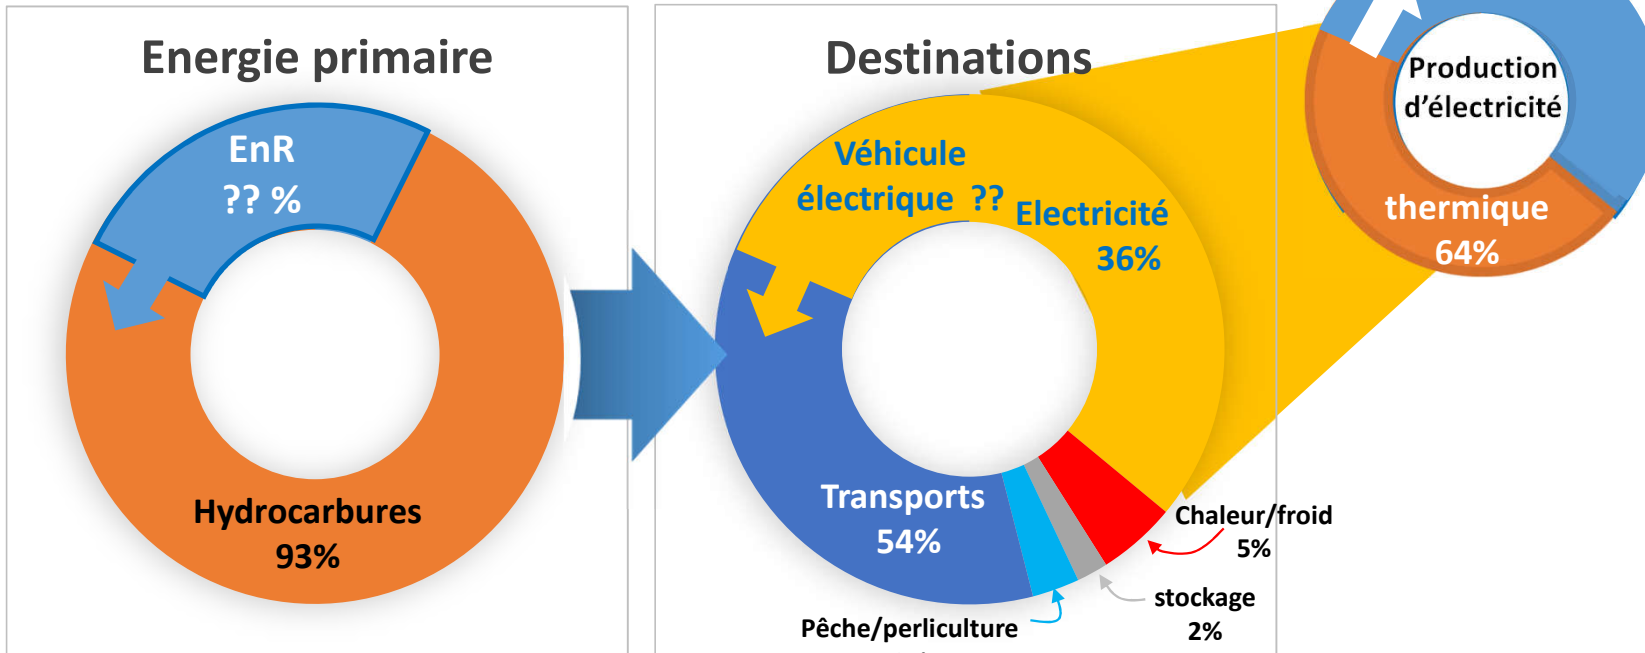 Energie primaire
EnR
?? %
Hydrocarbures
93%
Destinations
Véhicule
électrique ??
Electricité
36%
Transports
54%
Chaleur/froid
5%
stockage
2%
Pêche/perliculture
Production
d'électricité
thermique
64%